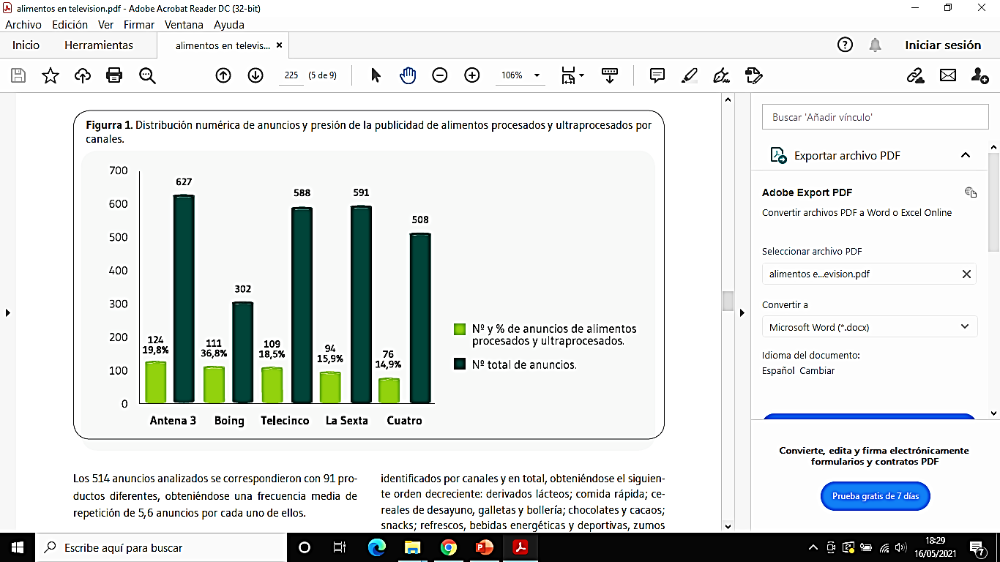 alimentos en television.pdf - Adobe Acrobat Reader DC (32-bit)
Archivo Edición Ver Firmar Ventana Ayuda
Inicio Herramientas alimentos en televis... × Iniciar sesión
225 (5 de 9) 106%
Figurra 1. Distribución numérica de anuncios y presión de la publicidad de alimentos procesados y ultraprocesados por
canales.
700
600
500
400
300
200
100
0
627
302
588
591
508
124
19,8%
111
36,8%
109
18,5%
94
15,9%
76
14,9%
Antena 3 Boing Telecinco La Sexta Cuatro
Nº y % de anuncios de alimentos
procesados y ultraprocesados.
Nº total de anuncios.
Los 514 anuncios analizados se correspondieron con 91 pro-
ductos diferentes, obteniéndose una frecuencia media de
repetición de 5,6 anuncios por cada uno de ellos.
identificados por canales y en total, obteniéndose el siguien-
te orden decreciente: derivados lácteos; comida rápida; ce-
reales de desayuno, galletas y bollería; chocolates y cacaos;
snacks; refrescos, bebidas energéticas y deportivas, zumos
Buscar 'Añadir vínculo'
Exportar archivo PDF
Adobe Export PDF
Convertir archivos PDF a Word o Excel Online
Seleccionar archivo PDF
alimentos e...evision.pdf
Convertir a
Microsoft Word (*.docx)
Idioma del documento:
Español Cambiar
Convierte, edita y firma electrónicamente
formularios y contratos PDF
Prueba gratis de 7 días
Escribe aquí para buscar
18:29
16/05/2021
7